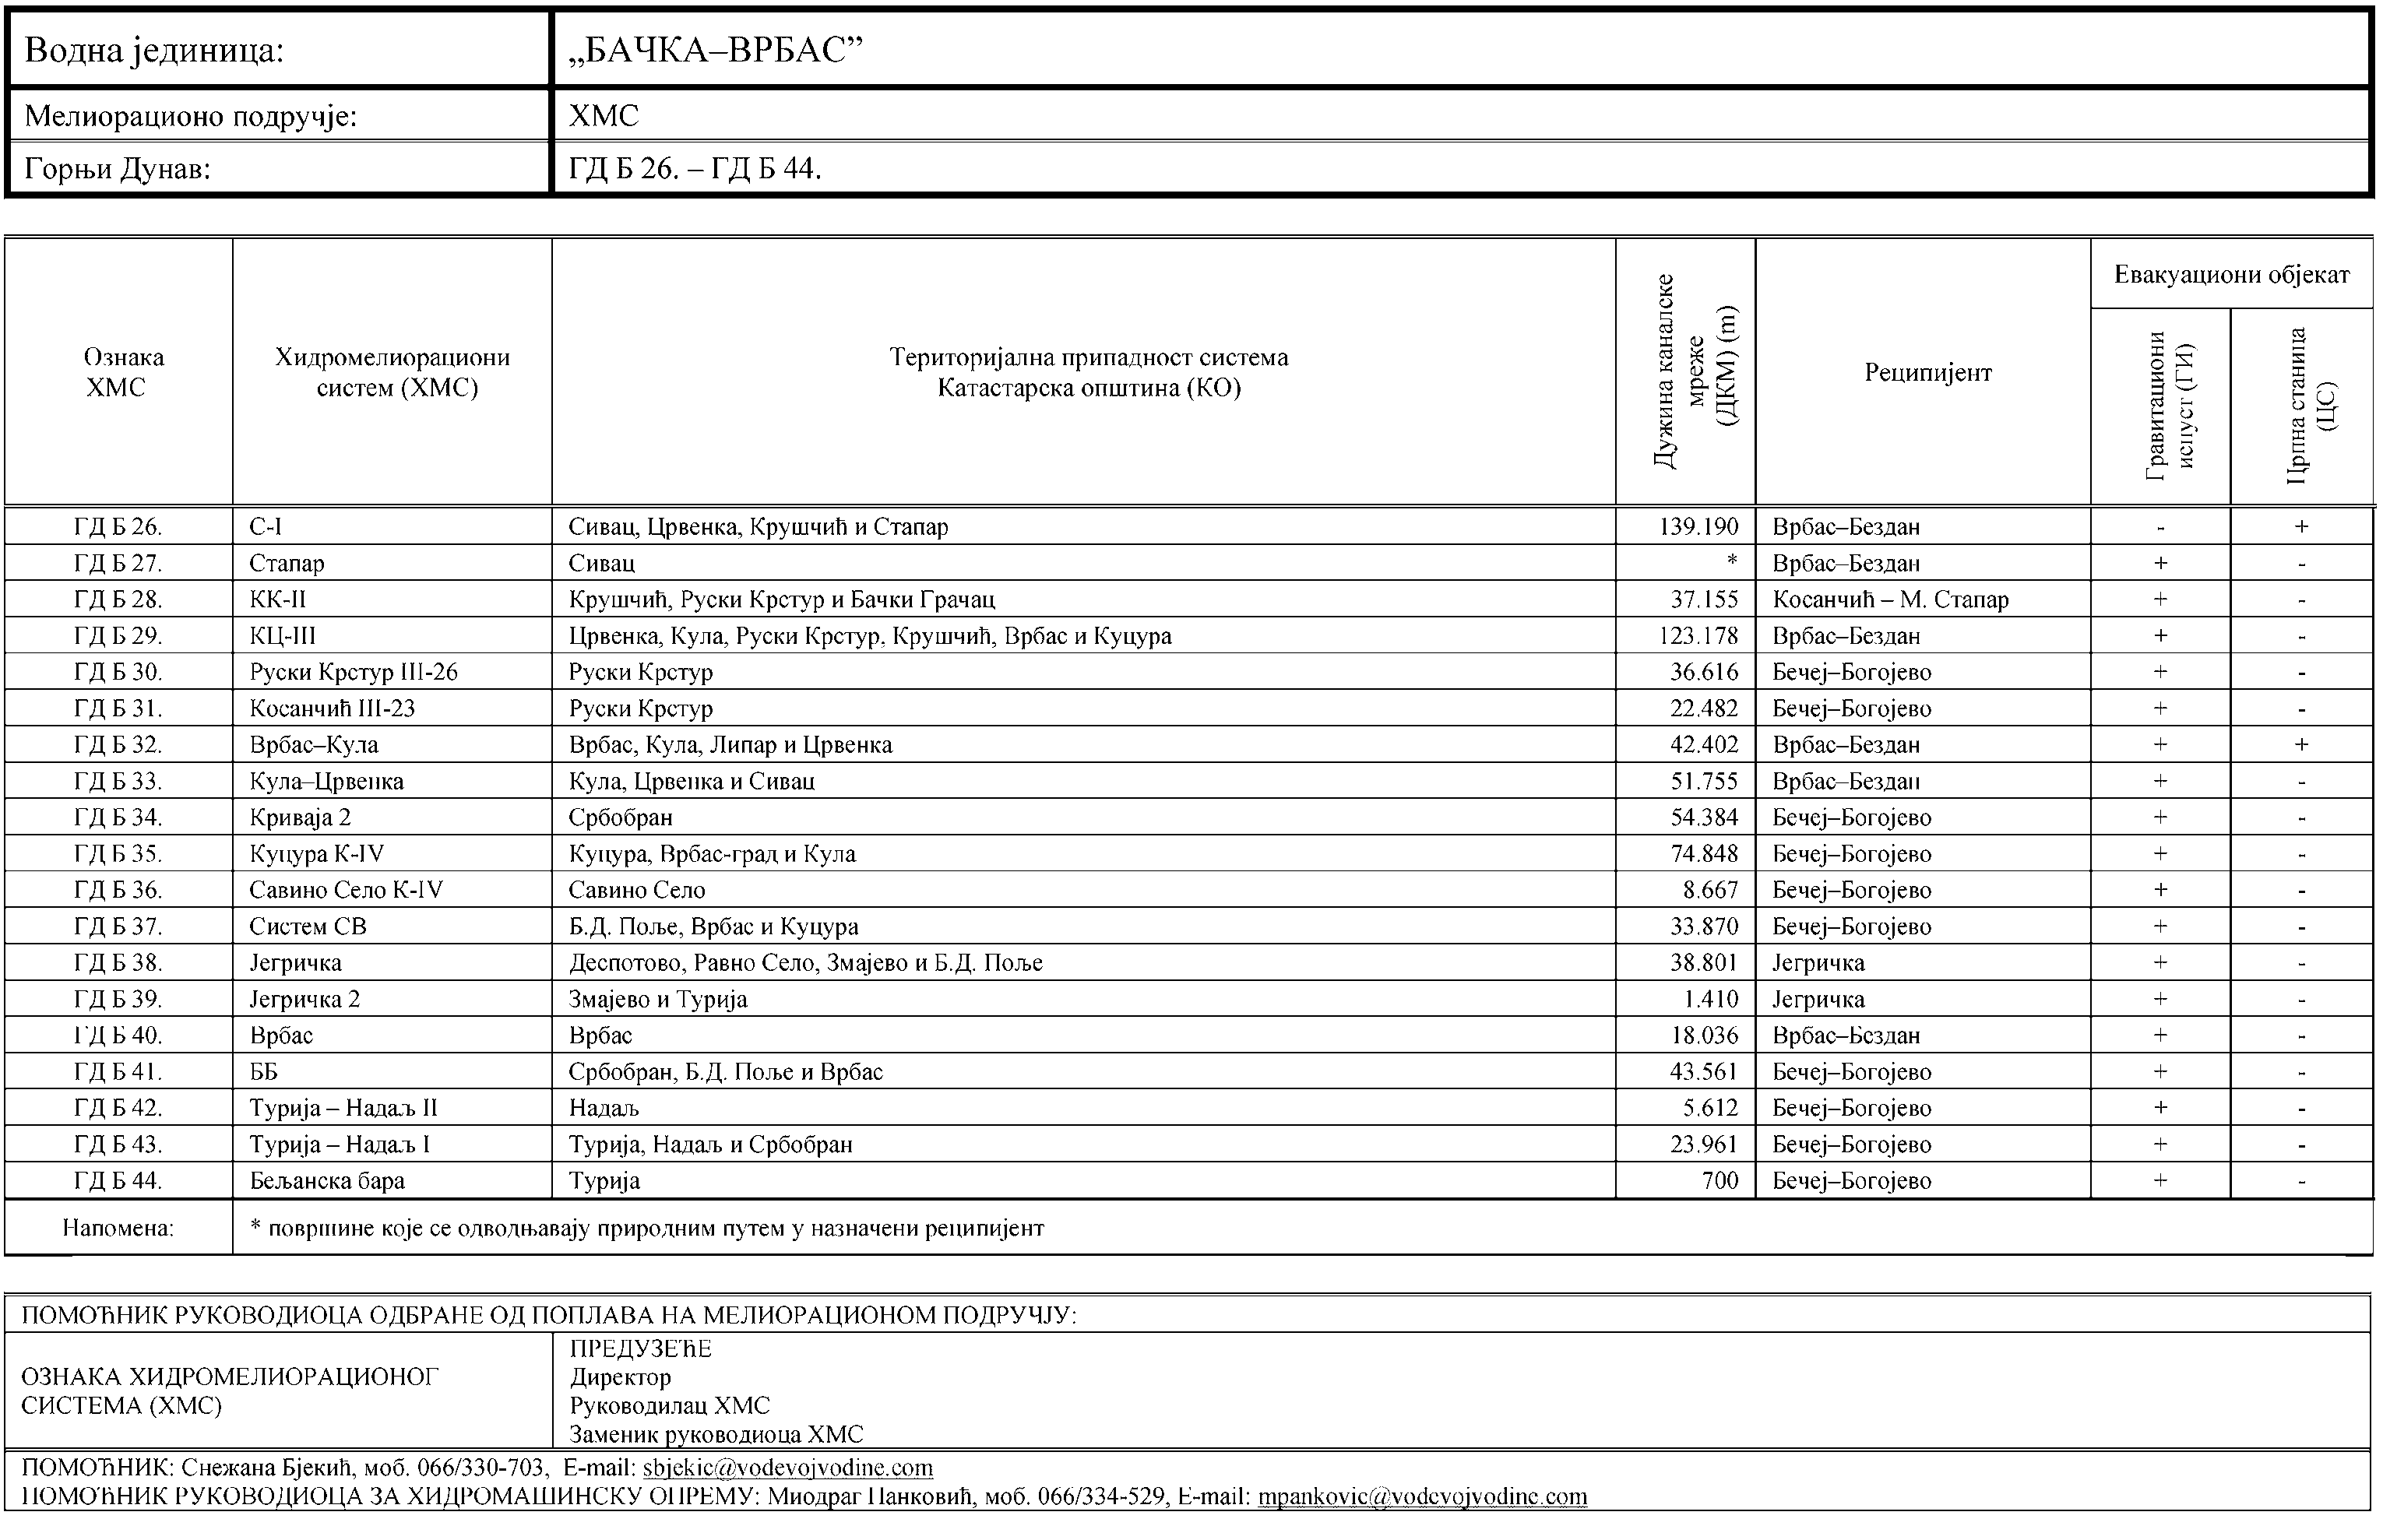 Водна јединица: „БАЧКА–ВРБАС”
Мелиорационо подручје: ХМС
Горњи Дунав: ГД Б 26. – ГД Б 44.
Ознака ХМС
Хидромелиорациони систем (ХМС)
Територијална припадност система
Катастарска општина (КО)
Дужина каналске мреже (ДКМ) (m)
Реципијент
Евакуациони објекат
Гравитациони испуст (ГИ)
Црпна станица (ЦС)
ГД Б 26. С-I Сивац, Црвенка, Крушчић и Стапар 139.190 Врбас–Бездан - +
ГД Б 27. Стапар Сивац * Врбас–Бездан + -
ГД Б 28. КК-II Крушчић, Руски Крстур и Бачки Грачац 37.155 Косанчић – М. Стапар + -
ГД Б 29. КЦ-III Црвенка, Кула, Руски Крстур, Крушчић, Врбас и Куцура 123.178 Врбас–Бездан + -
ГД Б 30. Руски Крстур III-26 Руски Крстур 36.616 Бечеј–Богојево + -
ГД Б 31. Косанчић III-23 Руски Крстур 22.482 Бечеј–Богојево + -
ГД Б 32. Врбас–Кула Врбас, Кула, Липар и Црвенка 42.402 Врбас–Бездан + +
ГД Б 33. Кула–Црвенка Кула, Црвенка и Сивац 51.755 Врбас–Бездан + -
ГД Б 34. Криваја 2 Србобран 54.384 Бечеј–Богојево + -
ГД Б 35. Куцура К-IV Куцура, Врбас-град и Кула 74.848 Бечеј–Богојево + -
ГД Б 36. Савино Село К-IV Савино Село 8.667 Бечеј–Богојево + -
ГД Б 37. Систем СВ Б.Д. Поље, Врбас и Куцура 33.870 Бечеј–Богојево + -
ГД Б 38. Јегричка Деспотово, Равно Село, Змајево и Б.Д. Поље 38.801 Јегричка + -
ГД Б 39. Јегричка 2 Змајево и Турија 1.410 Јегричка + -
ГД Б 40. Врбас Врбас 18.036 Врбас–Бездан + -
ГД Б 41. ББ Србобран, Б.Д. Поље и Врбас 43.561 Бечеј–Богојево + -
ГД Б 42. Турија – Надаљ II Надаљ 5.612 Бечеј–Богојево + -
ГД Б 43. Турија – Надаљ I Турија, Надаљ и Србобран 23.961 Бечеј–Богојево + -
ГД Б 44. Бељанска бара Турија 700 Бечеј–Богојево + -
Напомена: * површине које се одводњавају природним путем у назначени реципијент
ПОМОЋНИК РУКОВОДИОЦА ОДБРАНЕ ОД ПОПЛАВА НА МЕЛИОРАЦИОНОМ ПОДРУЧЈУ:
ОЗНАКА ХИДРОМЕЛИОРАЦИОНОГ
СИСТЕМА (ХМС)
ПРЕДУЗЕЋЕ
Директор
Руководилац ХМС
Заменик руководиоца ХМС
ПОМОЋНИК: Снежана Бјекић, моб. 066/330-703, E-mail: sbjekic@vodevojvodine.com
ПОМОЋНИК РУКОВОДИОЦА ЗА ХИДРОМАШИНСКУ ОПРЕМУ: Миодраг Панковић, моб. 066/334-529, E-mail: mpankovic@vodevojvodine.com